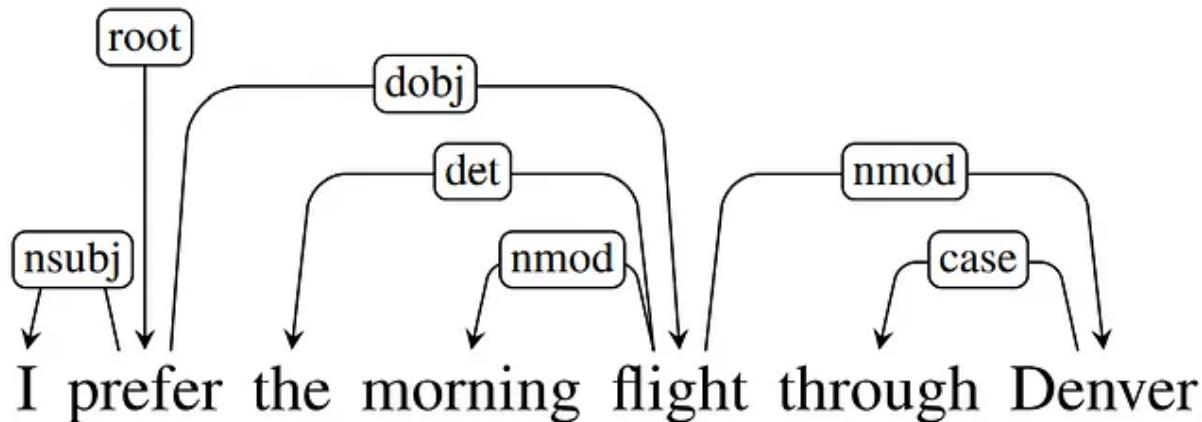 root
dobj
det
nmod
nsubj
nmod
case
I prefer the morning flight through Denver